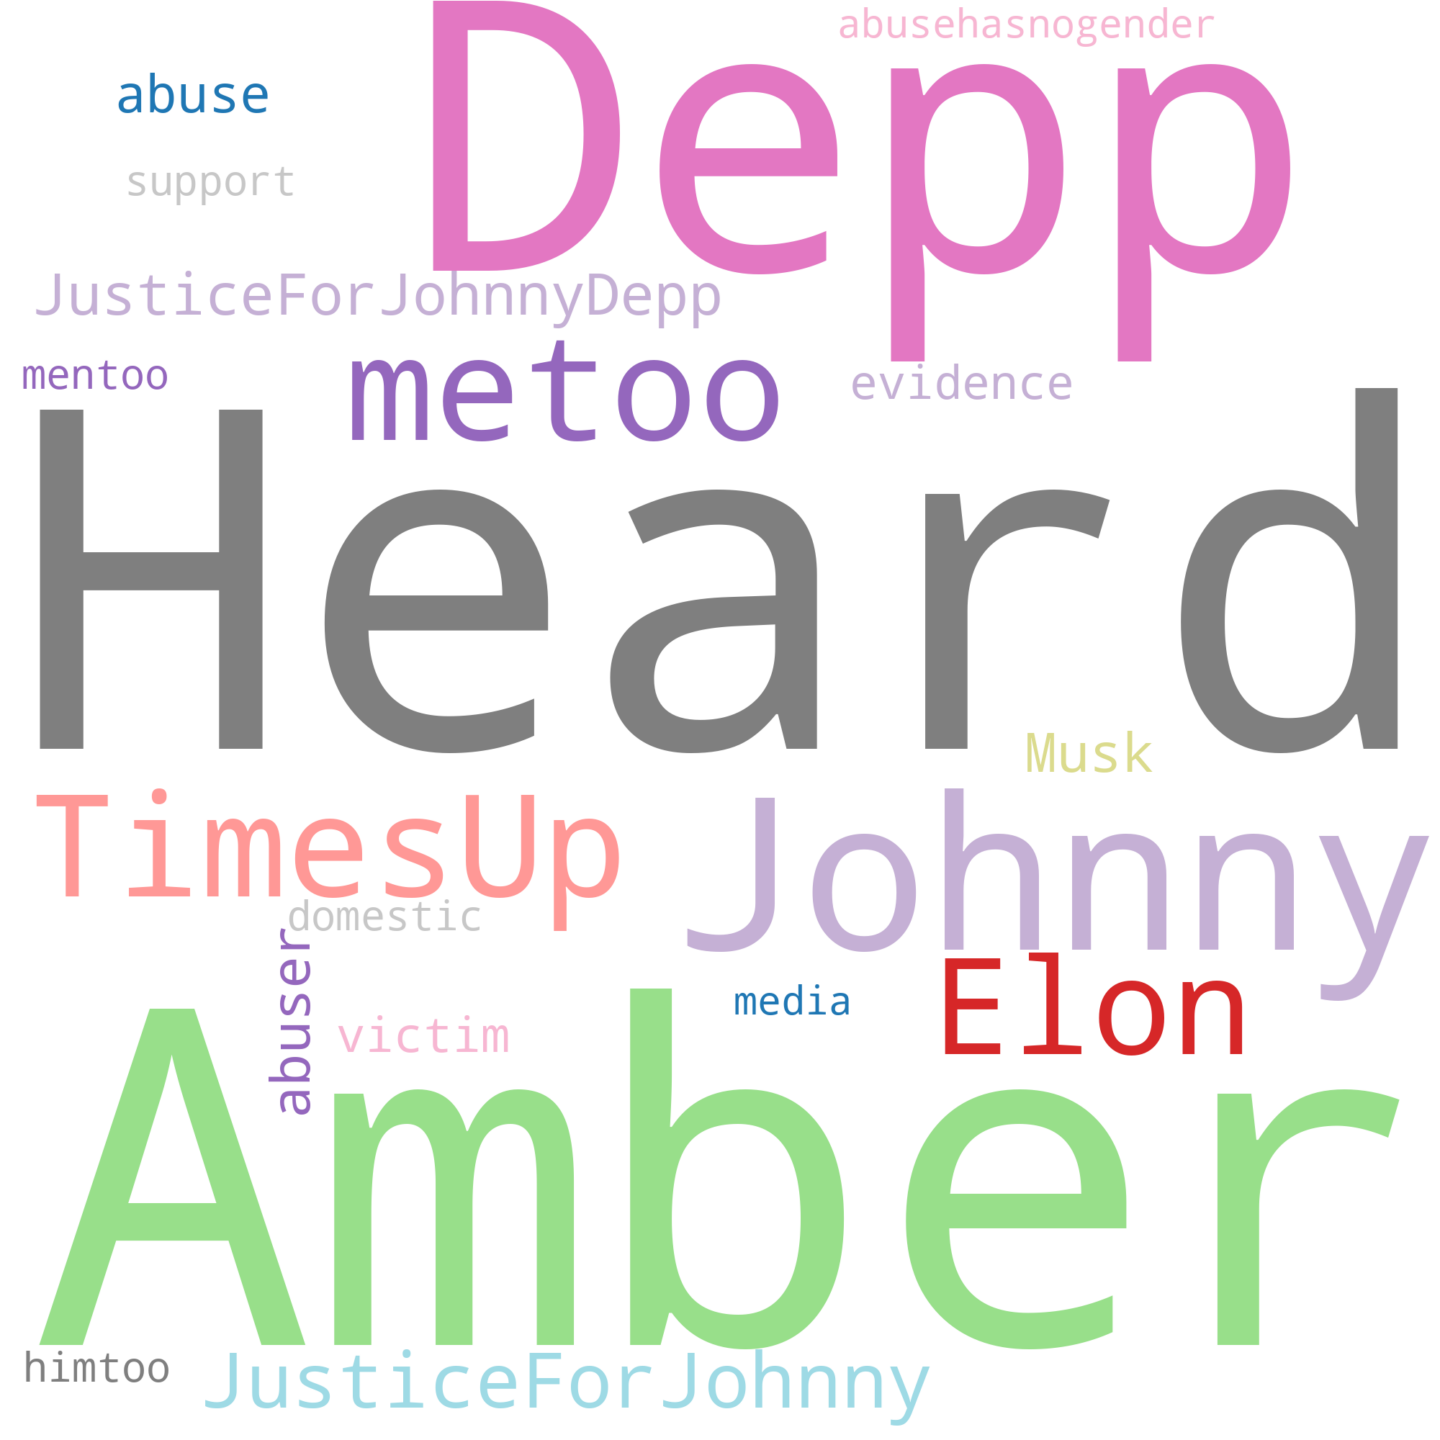 abusehasnogender
Depp
abuse
support
JusticeForJohnnyDepp
mentoo
metoo
evidence
Heard
Musk
TimesUp
Johnny
domestic
abuser
Elon
media
victim
Amber
himtoo
JusticeForJohnny